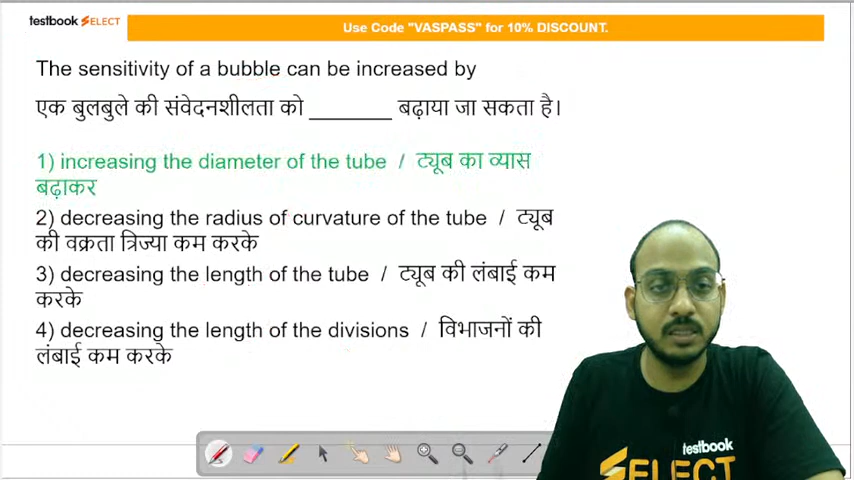 testbook SELECT
Use Code "VASPASS" for 10% DISCOUNT.
The sensitivity of a bubble can be increased by
एक बुलबुले की संवेदनशीलता को ________ बढ़ाया जा सकता है।
1) increasing the diameter of the tube / ट्यूब का व्यास
बढ़ाकर
2) decreasing the radius of curvature of the tube / ट्यूब
की वक्रता त्रिज्या कम करके
3) decreasing the length of the tube / ट्यूब की लंबाई कम
करके
4) decreasing the length of the divisions / विभाजनों की
लंबाई कम करके
testbook
SELECT